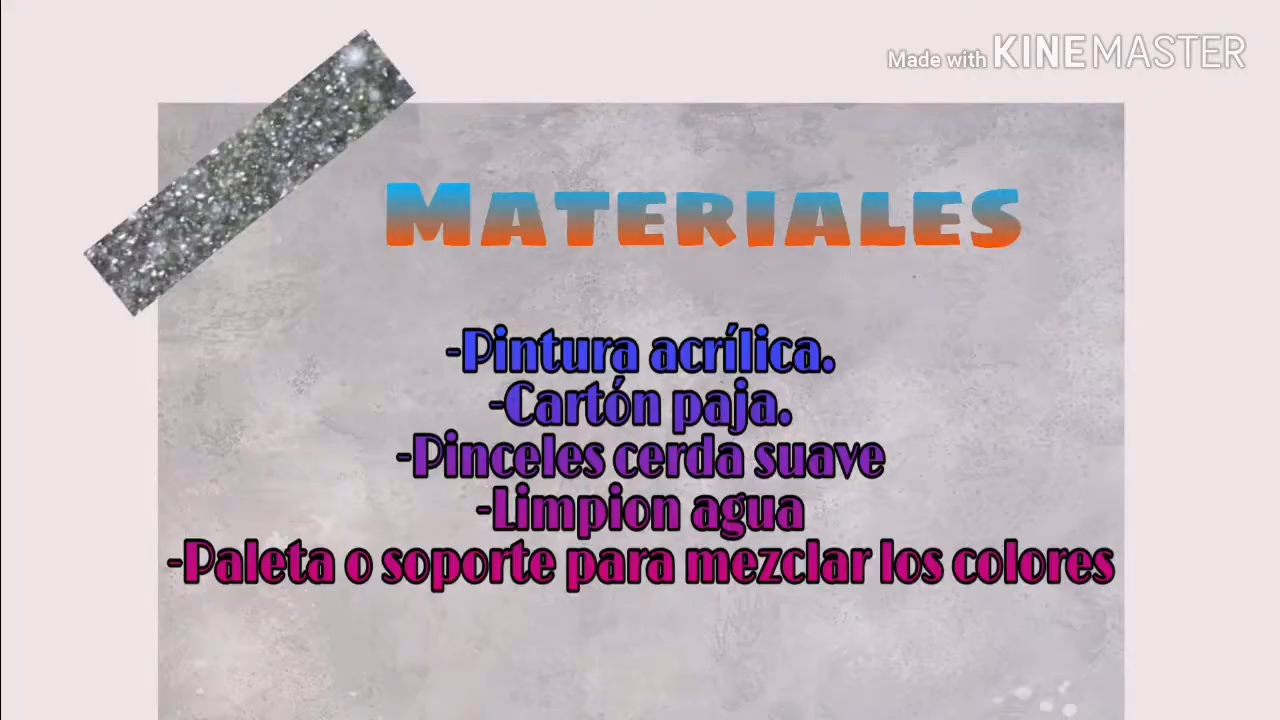 Made with KINEMASTER
MATERIALES
-Pintura acrílica.
-Cartón paja.
-Pinceles cerda suave
-Limpion agua
-Paleta o soporte para mezclar los colores